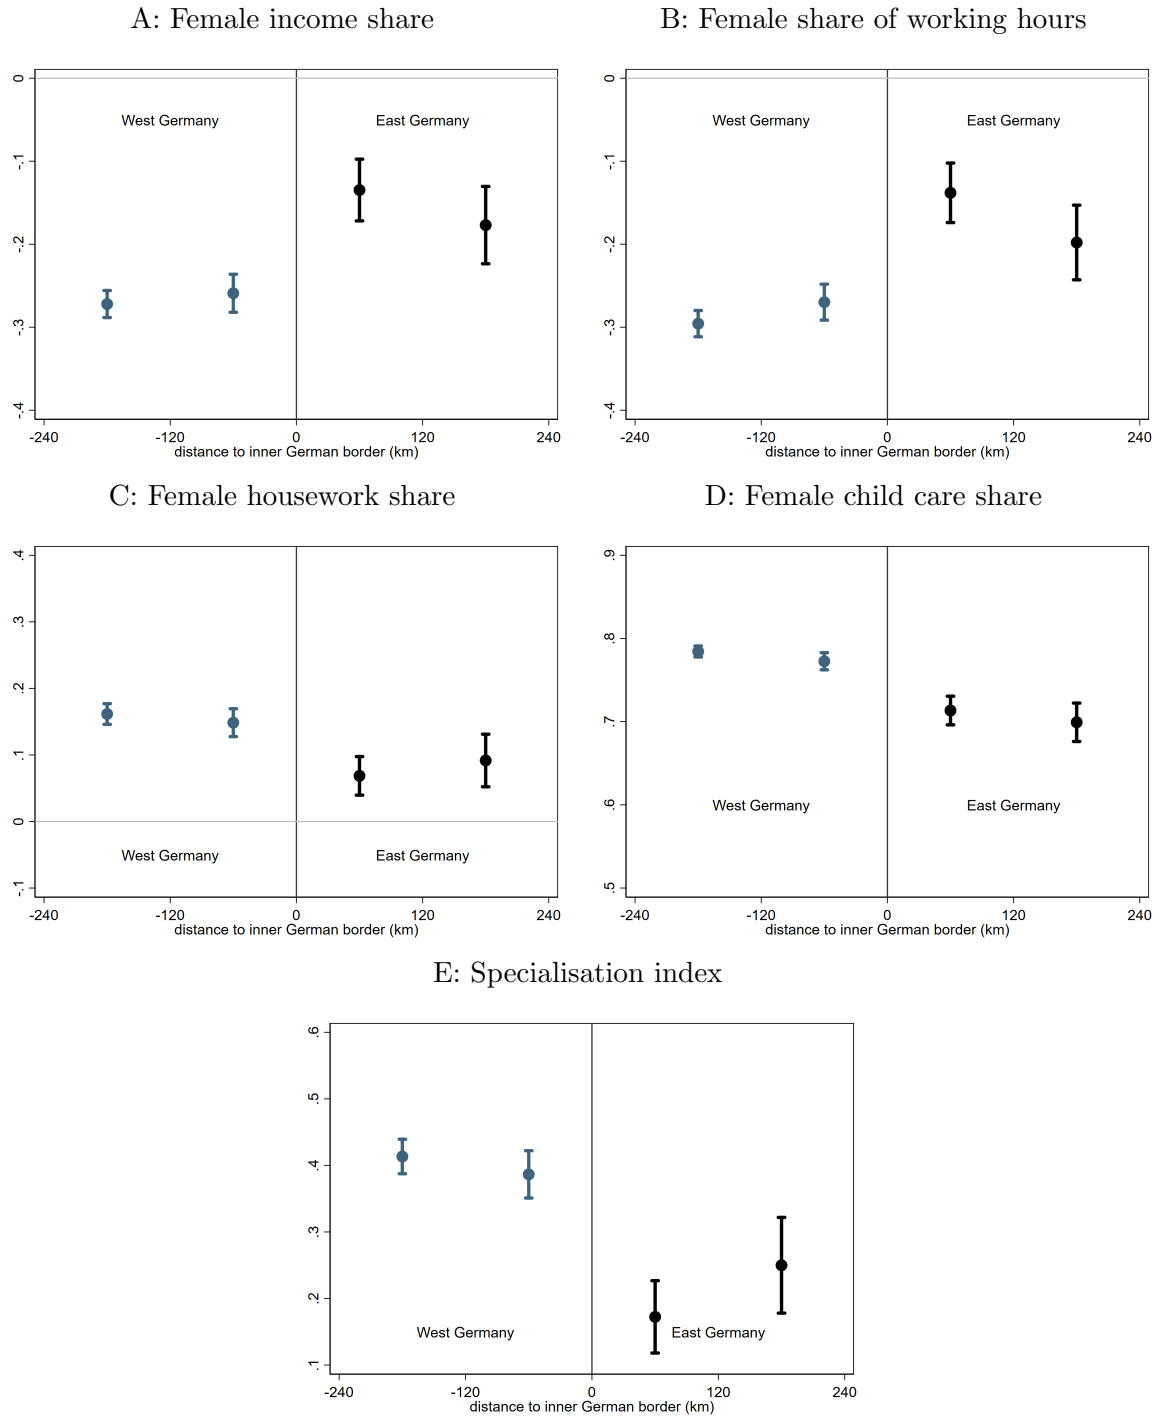 A: Female income share
B: Female share of working hours
0
-.1
-.2
-.3
-.4
West Germany
East Germany
-240
-120
0
120
240
distance to inner German border (km)
0
-.1
-.2
-.3
-.4
West Germany
East Germany
-240
-120
0
120
240
distance to inner German border (km)
C: Female housework share
D: Female child care share
.4
.3
.2
.1
0
-.1
West Germany
East Germany
-240
-120
0
120
240
distance to inner German border (km)
.9
.8
.7
.6
.5
West Germany
East Germany
-240
-120
0
120
240
distance to inner German border (km)
E: Specialisation index
.6
.5
.4
.3
.2
.1
West Germany
East Germany
-240
-120
0
120
240
distance to inner German border (km)